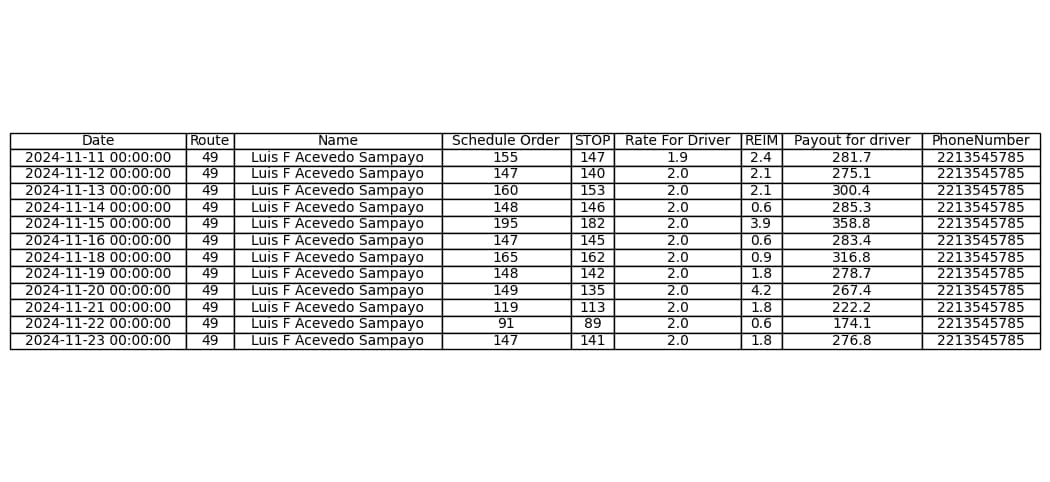 Date Route Name Schedule Order STOP Rate For Driver REIM Payout for driver PhoneNumber
2024-11-11 00:00:00 49 Luis F Acevedo Sampayo 155 147 1.9 2.4 281.7 2213545785
2024-11-12 00:00:00 49 Luis F Acevedo Sampayo 147 140 2.0 2.1 275.1 2213545785
2024-11-13 00:00:00 49 Luis F Acevedo Sampayo 160 153 2.0 2.1 300.4 2213545785
2024-11-14 00:00:00 49 Luis F Acevedo Sampayo 148 146 2.0 0.6 285.3 2213545785
2024-11-15 00:00:00 49 Luis F Acevedo Sampayo 195 182 2.0 3.9 358.8 2213545785
2024-11-16 00:00:00 49 Luis F Acevedo Sampayo 147 145 2.0 0.6 283.4 2213545785
2024-11-18 00:00:00 49 Luis F Acevedo Sampayo 165 162 2.0 0.9 316.8 2213545785
2024-11-19 00:00:00 49 Luis F Acevedo Sampayo 148 142 2.0 1.8 278.7 2213545785
2024-11-20 00:00:00 49 Luis F Acevedo Sampayo 149 135 2.0 4.2 267.4 2213545785
2024-11-21 00:00:00 49 Luis F Acevedo Sampayo 119 113 2.0 1.8 222.2 2213545785
2024-11-22 00:00:00 49 Luis F Acevedo Sampayo 91 89 2.0 0.6 174.1 2213545785
2024-11-23 00:00:00 49 Luis F Acevedo Sampayo 147 141 2.0 1.8 276.8 2213545785